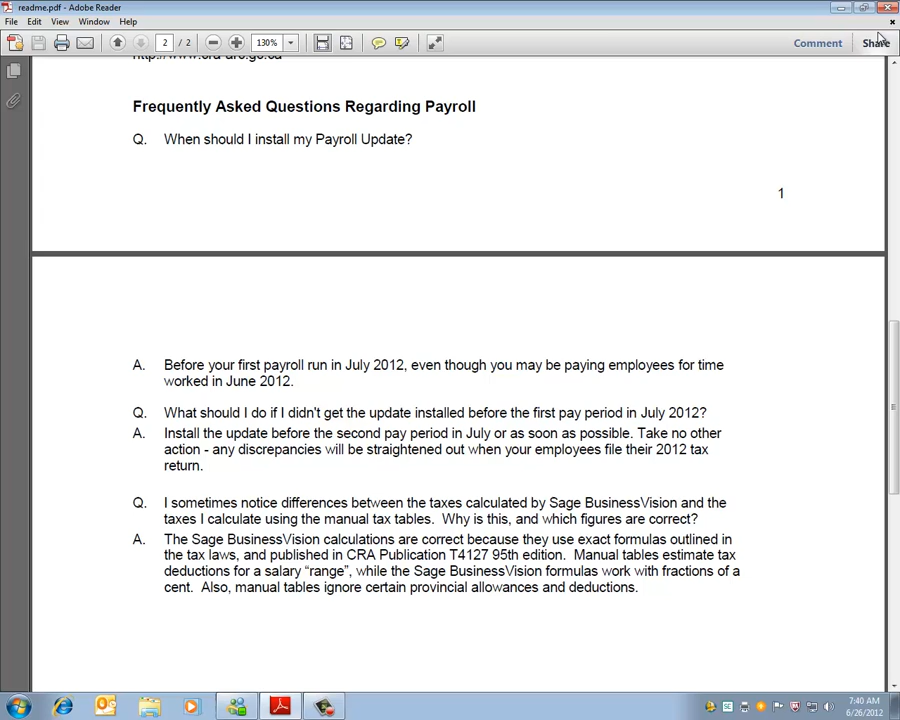 readme.pdf - Adobe Reader
File Edit View Window Help
2 / 2 130% Comment Share
http://www.cra-arc.gc.ca
Frequently Asked Questions Regarding Payroll
Q. When should I install my Payroll Update?
1
A. Before your first payroll run in July 2012, even though you may be paying employees for time
worked in June 2012.
Q. What should I do if I didn't get the update installed before the first pay period in July 2012?
A. Install the update before the second pay period in July or as soon as possible. Take no other
action - any discrepancies will be straightened out when your employees file their 2012 tax
return.
Q. I sometimes notice differences between the taxes calculated by Sage BusinessVision and the
taxes I calculate using the manual tax tables. Why is this, and which figures are correct?
A. The Sage BusinessVision calculations are correct because they use exact formulas outlined in
the tax laws, and published in CRA Publication T4127 95th edition. Manual tables estimate tax
deductions for a salary “range”, while the Sage BusinessVision formulas work with fractions of a
cent. Also, manual tables ignore certain provincial allowances and deductions.
7:40 AM
6/26/2012